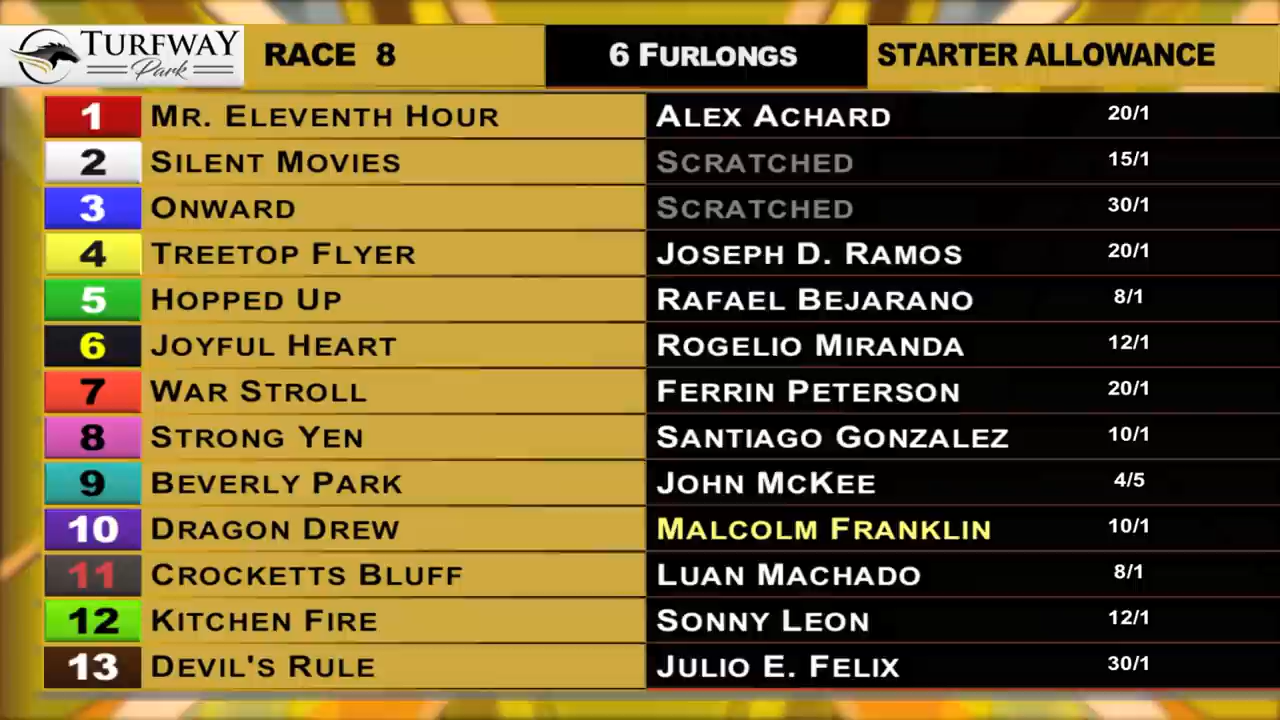 TURFWAY Park RACE 8 6 FURLONGS STARTER ALLOWANCE
1 MR. ELEVENTH HOUR ALEX ACHARD 20/1
2 SILENT MOVIES SCRATCHED 15/1
3 ONWARD SCRATCHED 30/1
4 TREETOP FLYER JOSEPH D. RAMOS 20/1
5 HOPPED UP RAFAEL BEJARANO 8/1
6 JOYFUL HEART ROGELIO MIRANDA 12/1
7 WAR STROLL FERRIN PETERSON 20/1
8 STRONG YEN SANTIAGO GONZALEZ 10/1
9 BEVERLY PARK JOHN MCKEE 4/5
10 DRAGON DREW MALCOLM FRANKLIN 10/1
11 CROCKETTS BLUFF LUAN MACHADO 8/1
12 KITCHEN FIRE SONNY LEON 12/1
13 DEVIL'S RULE JULIO E. FELIX 30/1